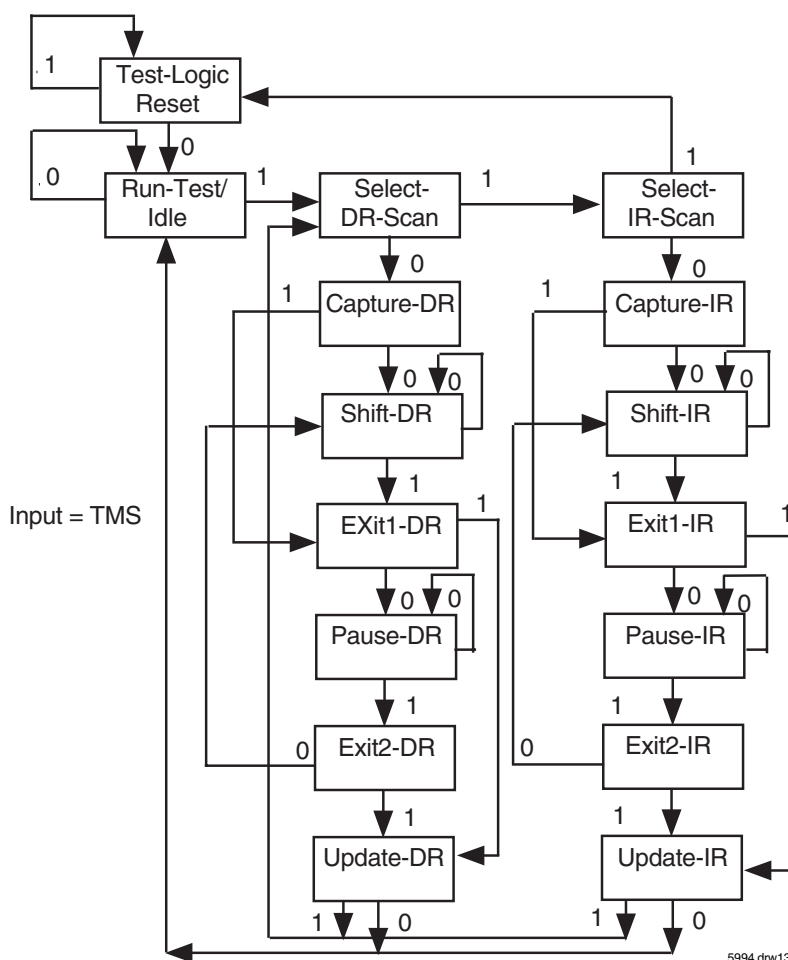 1
Test-Logic
Reset
0
0
Run-Test/
Idle
1
Select-
DR-Scan
1
1
Select-
IR-Scan
0
0
1
Capture-DR
1
Capture-IR
0
0
0
0
Shift-DR
Shift-IR
1
1
Input = TMS
EXit1-DR
1
Exit1-IR
1
0
0
0
0
Pause-DR
Pause-IR
1
1
0
Exit2-DR
0
Exit2-IR
1
1
Update-DR
Update-IR
1
0
1
0
5994 drw13